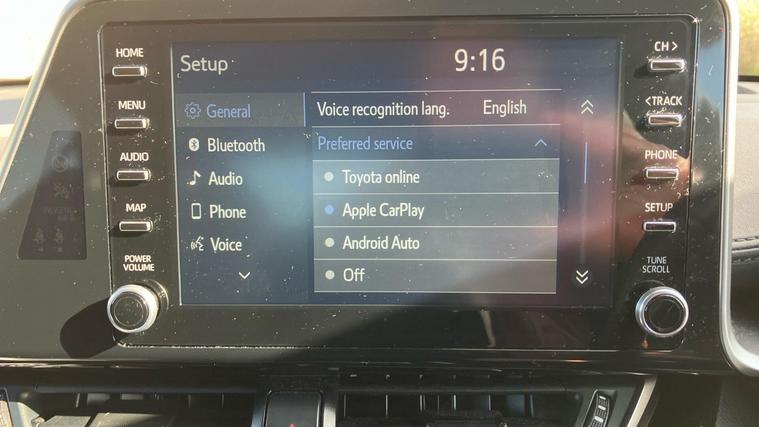 HOME
MENU
AUDIO
MAP
POWER
VOLUME
Setup
9:16
General
Bluetooth
Audio
Phone
Voice
Voice recognition lang. English
Preferred service
Toyota online
Apple CarPlay
Android Auto
Off
CH >
< TRACK
PHONE
SETUP
TUNE
SCROLL